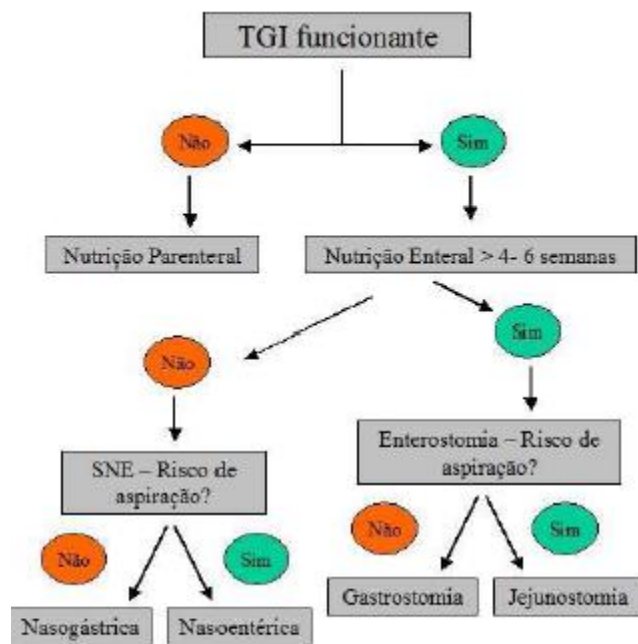 TGI funcionante
Não
Sim
Nutrição Parenteral
Nutrição Enteral > 4- 6 semanas
Não
Sim
SNE – Risco de
aspiração?
Enterostomia – Risco de
aspiração?
Não
Sim
Não
Sim
Nasogástrica
Nasoentérica
Gastrostomia
Jejunostomia